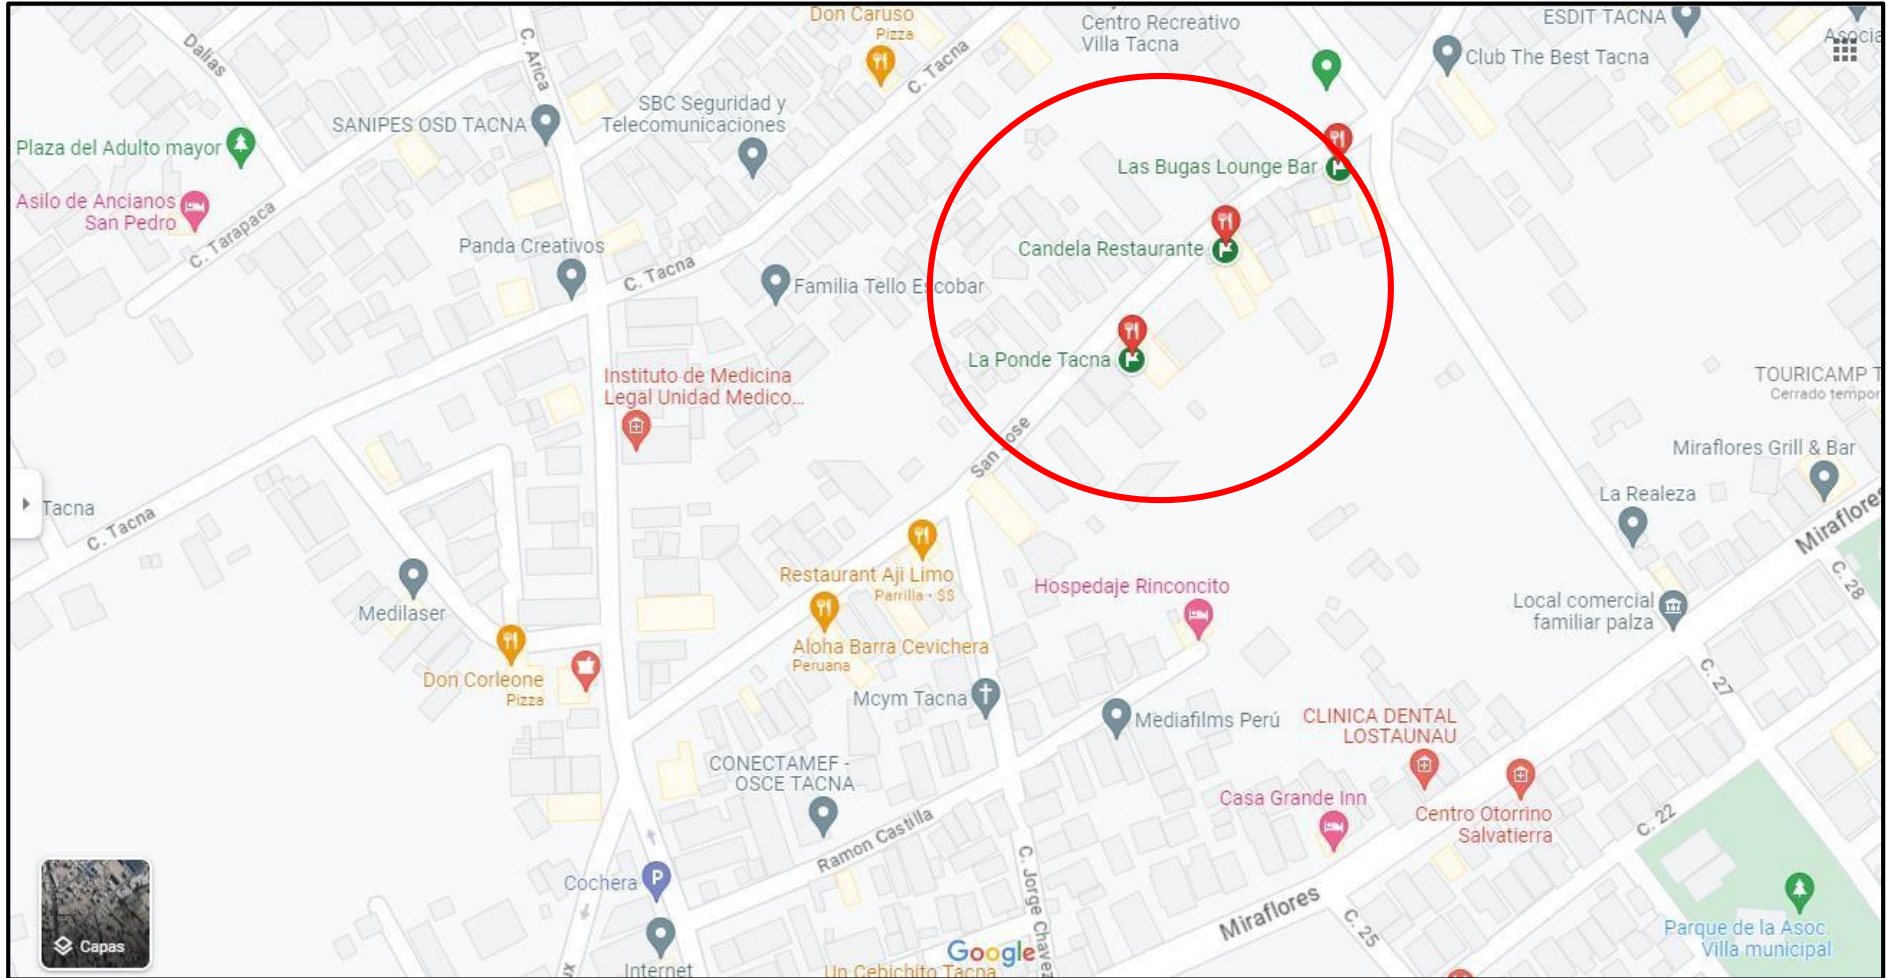 Don Caruso
Pizza
Centro Recreativo
Villa Tacna
ESDIT TACNA
Asocia
Dalias
C. Arica
C. Tacna
Club The Best Tacna
SBC Seguridad y
Telecomunicaciones
SANIPES OSD TACNA
Plaza del Adulto mayor
Las Bugas Lounge Bar
Asilo de Ancianos
San Pedro
C. Tarapaca
Panda Creativos
C. Tacna
Candela Restaurante
Familia Tello Escobar
La Ponde Tacna
Instituto de Medicina
Legal Unidad Medico...
TOURICAMP T
Cerrado tempor
San Jose
Miraflores Grill & Bar
La Realeza
Tacna
C. Tacna
Miraflores
Restaurant Aji Limo
Parrilla · $$
Hospedaje Rinconcito
C. 28
Local comercial
familiar palza
Medilaser
Aloha Barra Cevichera
Peruana
Don Corleone
Pizza
C. 27
Mcym Tacna
Mediafilms Perú
CLINICA DENTAL
LOSTAUNAU
CONECTAMEF -
OSCE TACNA
Casa Grande Inn
Centro Otorrino
Salvatierra
C. 22
Ramon Castilla
C. Jorge Chavez
Cochera
P
Miraflores
C. 25
Parque de la Asoc.
Villa municipal
Capas
Google
Internet
Un Cebichito Tacna
ux